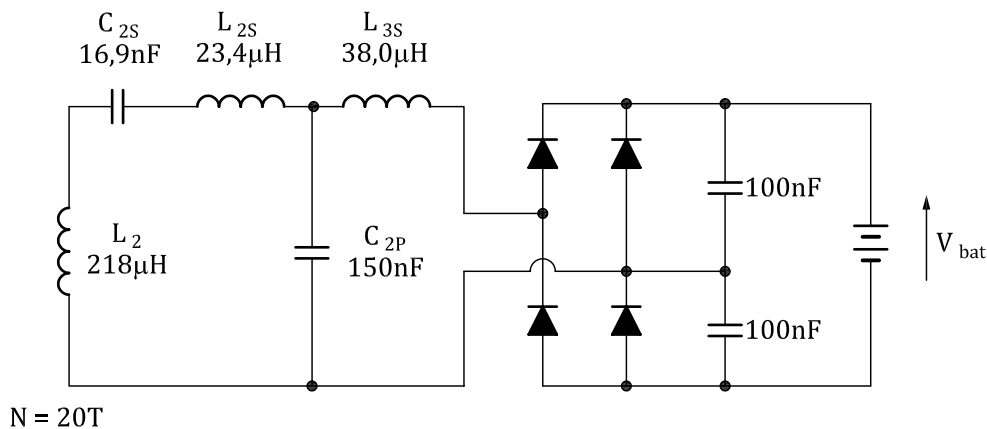 C 2S
16,9nF
L 2S
23,4µH
L 3S
38,0µH
L 2
218µH
C 2P
150nF
100nF
100nF
V bat
N = 20T